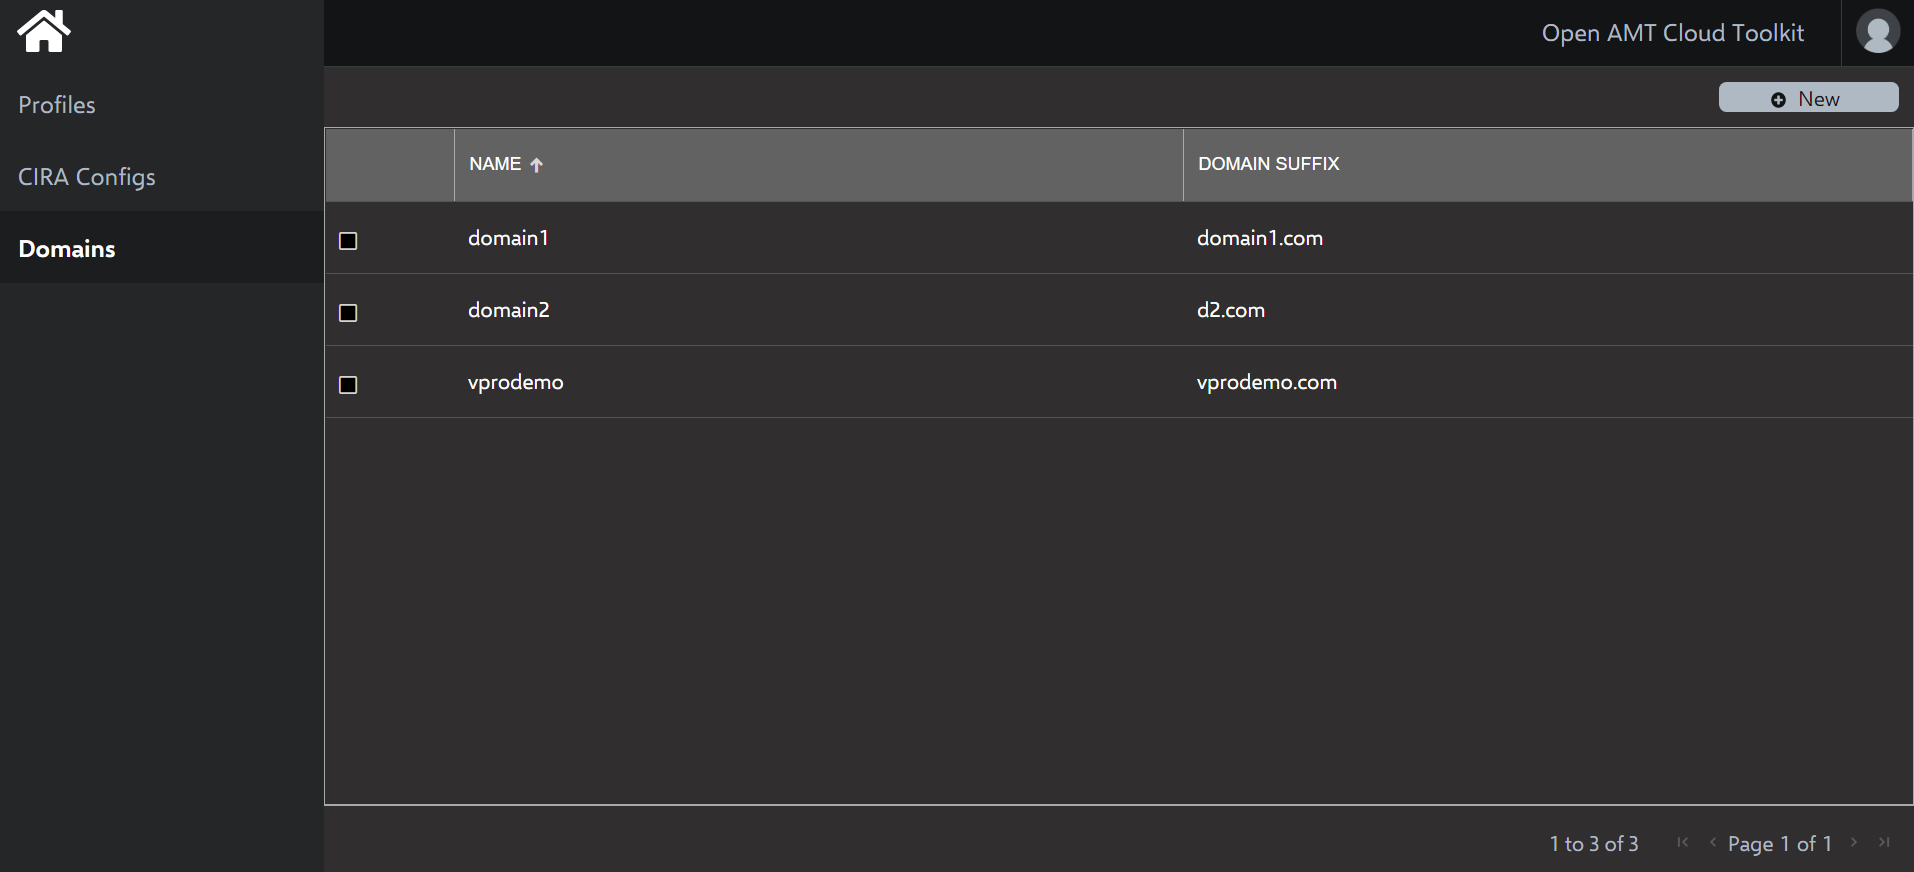 Open AMT Cloud Toolkit
Profiles
CIRA Configs
Domains
New
NAME DOMAIN SUFFIX
domain1 domain1.com
domain2 d2.com
vprodemo vprodemo.com
1 to 3 of 3 Page 1 of 1